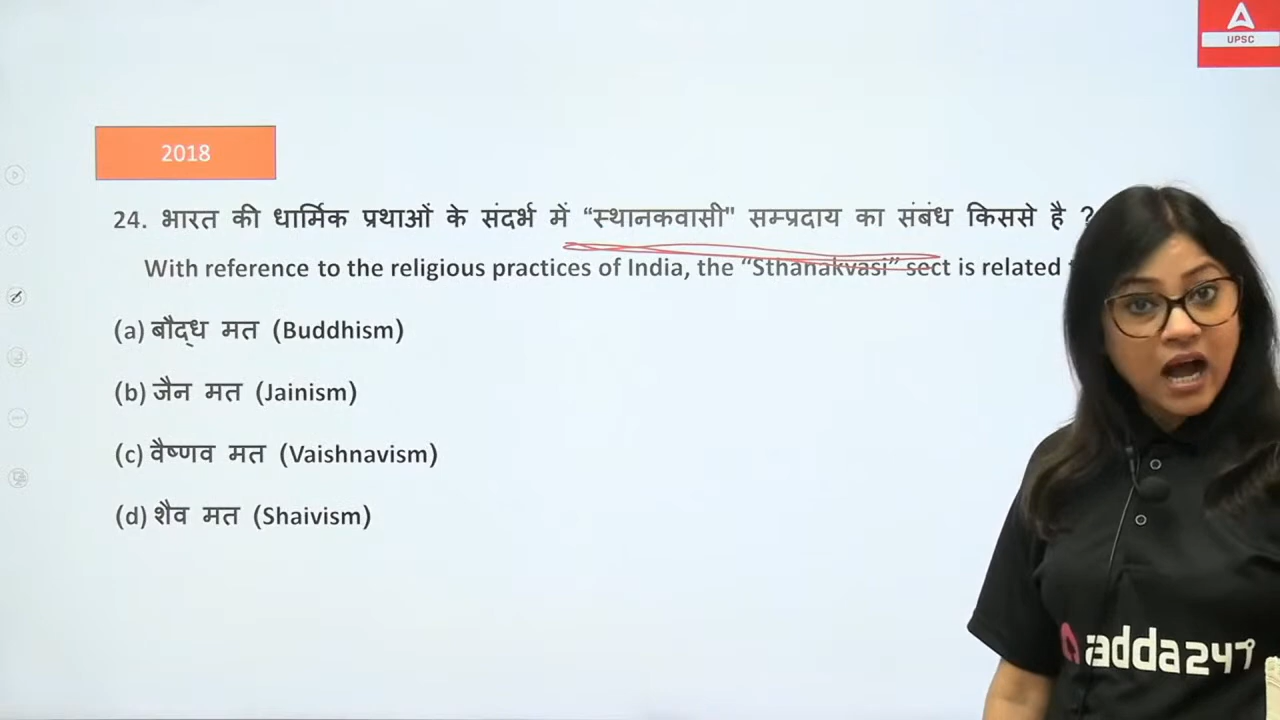 UPSC
2018
24. भारत की धार्मिक प्रथाओं के संदर्भ में “स्थानकवासी" सम्प्रदाय का संबंध किससे है ?
With reference to the religious practices of India, the “Sthanakvasi” sect is related
(a) बौद्ध मत (Buddhism)
(b) जैन मत (Jainism)
(c) वैष्णव मत (Vaishnavism)
(d) शैव मत (Shaivism)
adda247